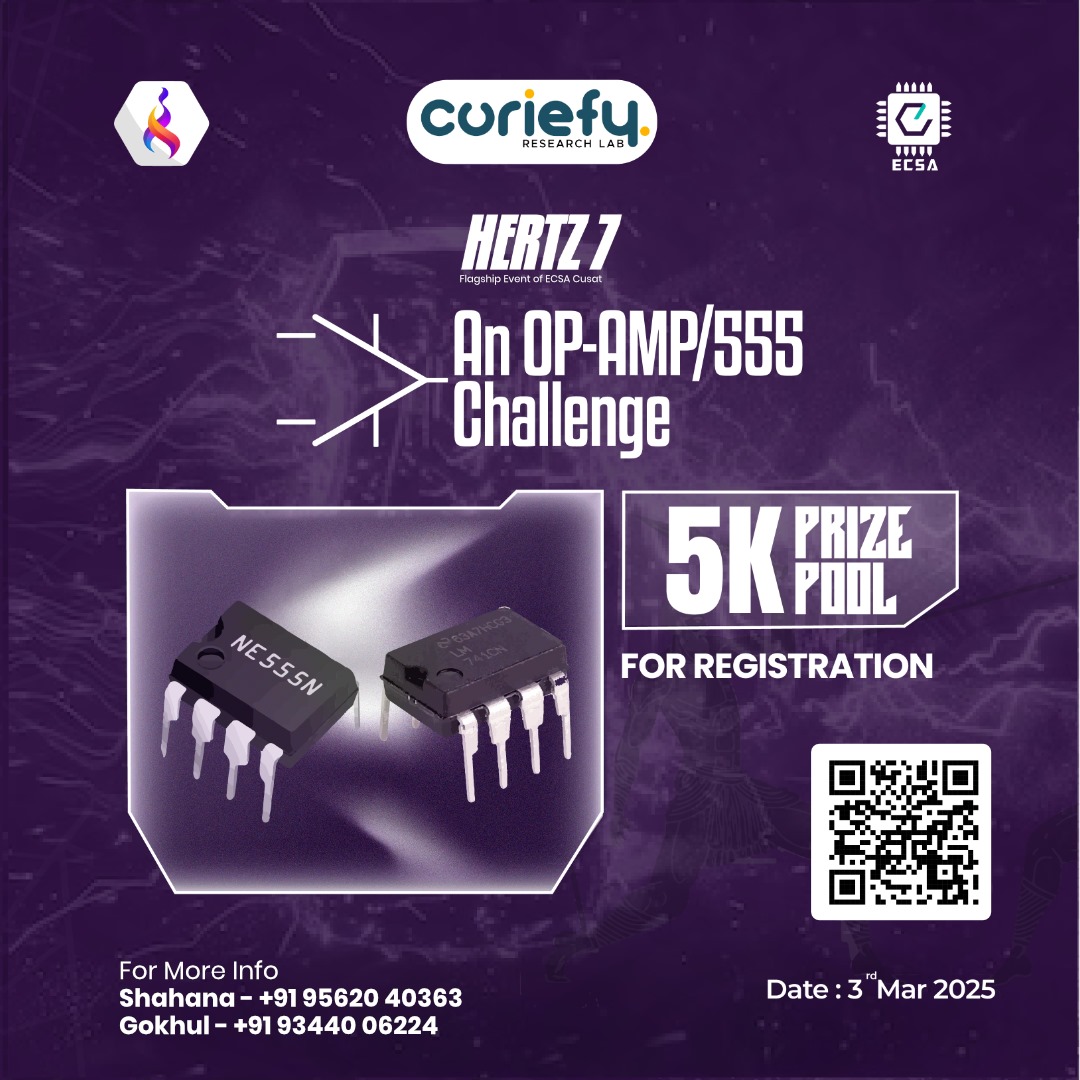 curiefy.
RESEARCH LAB
ECSA
HERTZ 7
Flagship Event of ECSA Cusat
An OP-AMP/555
Challenge
5K PRIZE
POOL
NE555N
63A7HC03
LM
741CN
FOR REGISTRATION
For More Info
Shahana - +91 95620 40363
Gokhul - +91 93440 06224
Date : 3rd Mar 2025